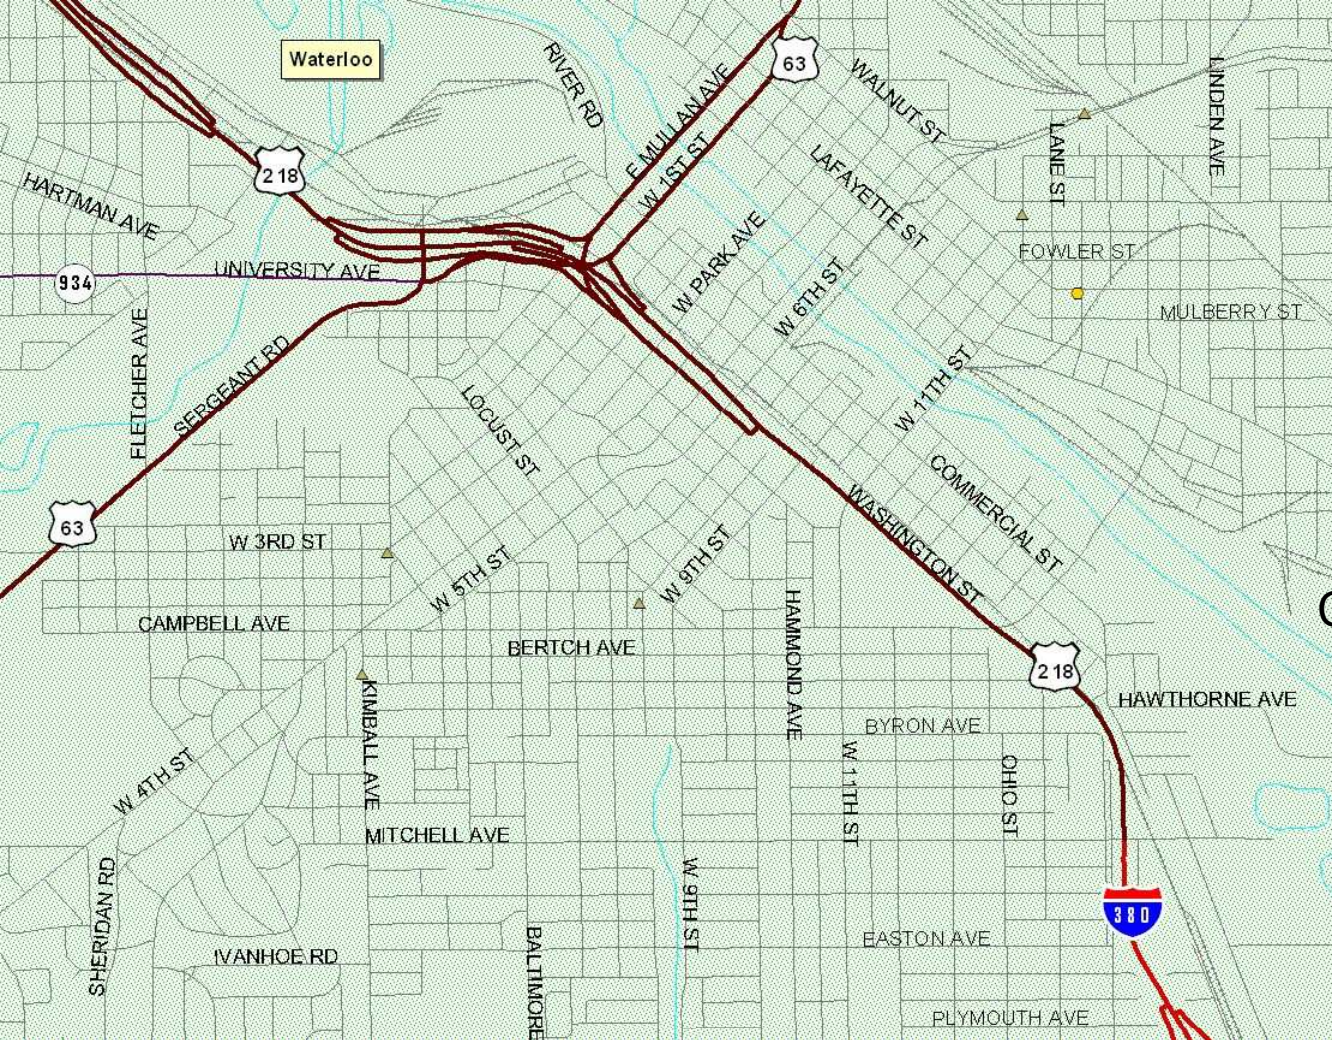 Waterloo
63
RIVER RD
E MULLAN AVE
W 1ST ST
WALNUT ST
LINDEN AVE
LANE ST
LAFAYETTE ST
218
HARTMAN AVE
FOWLER ST
W PARK AVE
W 6TH ST
UNIVERSITY AVE
934
MULBERRY ST
FLETCHER AVE
SERGEANT RD
LOCUST ST
W 11TH ST
COMMERCIAL ST
WASHINGTON ST
63
W 3RD ST
W 5TH ST
W 9TH ST
CAMPBELL AVE
BERTCH AVE
HAMMOND AVE
218
HAWTHORNE AVE
KIMBALL AVE
BYRON AVE
W 4TH ST
W 11TH ST
OHIO ST
MITCHELL AVE
SHERIDAN RD
W 9TH ST
380
IVANHOE RD
BALTIMORE
EASTON AVE
PLYMOUTH AVE